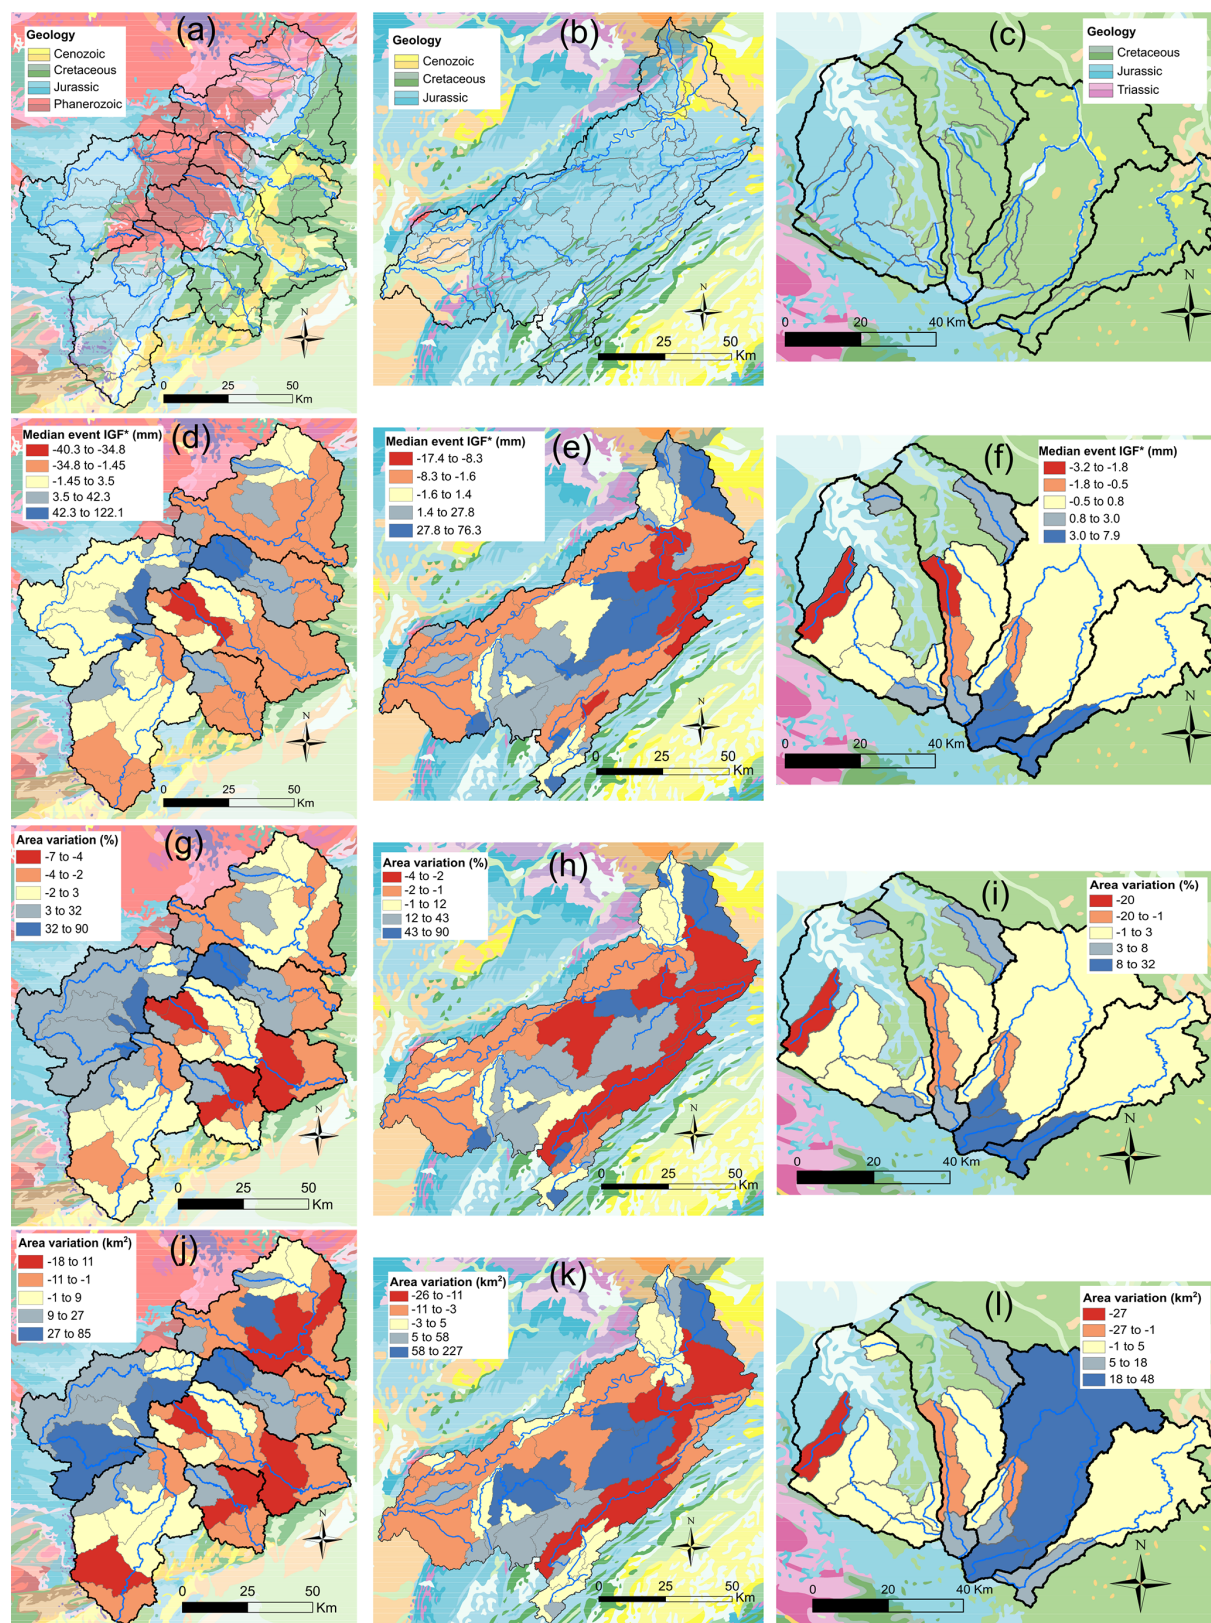 (a)
Geology
Cenozoic
Cretaceous
Jurassic
Phanerozoic
N
0 25 50
Km
(b)
Geology
Cenozoic
Cretaceous
Jurassic
N
0 25 50
Km
(c)
Geology
Cretaceous
Jurassic
Triassic
N
0 20 40 Km
(d)
Median event IGF* (mm)
-40.3 to -34.8
-34.8 to -1.45
-1.45 to 3.5
3.5 to 42.3
42.3 to 122.1
N
0 25 50
Km
(e)
Median event IGF* (mm)
-17.4 to -8.3
-8.3 to -1.6
-1.6 to 1.4
1.4 to 27.8
27.8 to 76.3
N
0 25 50
Km
(f)
Median event IGF* (mm)
-3.2 to -1.8
-1.8 to -0.5
-0.5 to 0.8
0.8 to 3.0
3.0 to 7.9
N
0 20 40 Km
(g)
Area variation (%)
-7 to -4
-4 to -2
-2 to 3
3 to 32
32 to 90
N
0 25 50
Km
(h)
Area variation (%)
-4 to -2
-2 to -1
-1 to 12
12 to 43
43 to 90
N
0 25 50
Km
(i)
Area variation (%)
-20
-20 to -1
-1 to 3
3 to 8
8 to 32
N
0 20 40 Km
(j)
Area variation (km²)
-18 to 11
-11 to -1
-1 to 9
9 to 27
27 to 85
N
0 25 50
Km
(k)
Area variation (km²)
-26 to -11
-11 to -3
-3 to 5
5 to 58
58 to 227
N
0 25 50
Km
(l)
Area variation (km²)
-27
-27 to -1
-1 to 5
5 to 18
18 to 48
N
0 20 40 Km